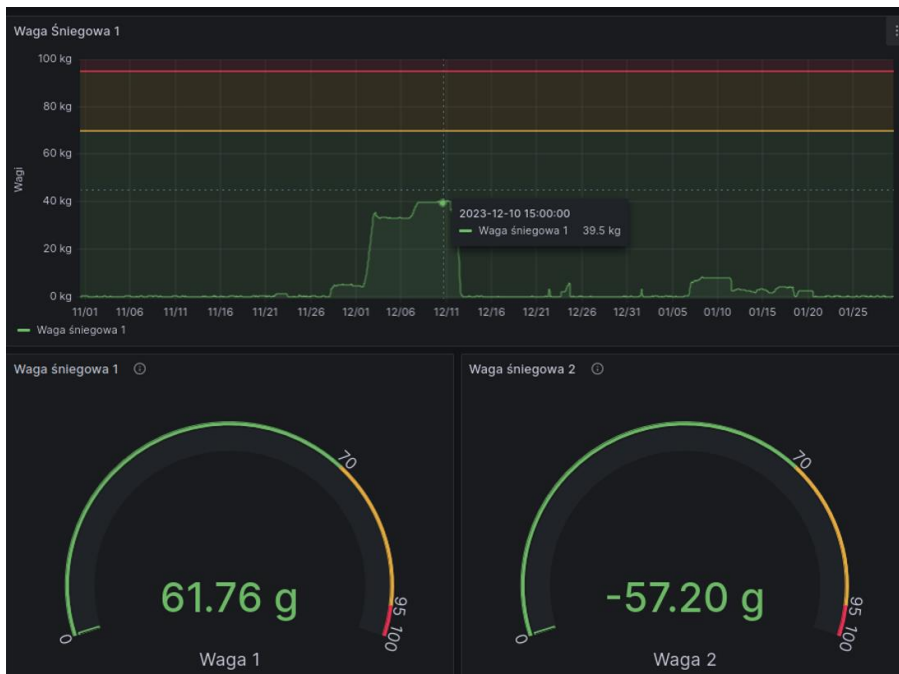 Waga Śniegowa 1
100 kg
80 kg
60 kg
40 kg
20 kg
0 kg
Wagi
2023-12-10 15:00:00
Waga śniegowa 1 39.5 kg
11/01 11/06 11/11 11/16 11/21 11/26 12/01 12/06 12/11 12/16 12/21 12/26 12/31 01/05 01/10 01/15 01/20 01/25
Waga śniegowa 1
Waga śniegowa 1
0
70
95
100
61.76 g
Waga 1
Waga śniegowa 2
0
70
95
100
-57.20 g
Waga 2